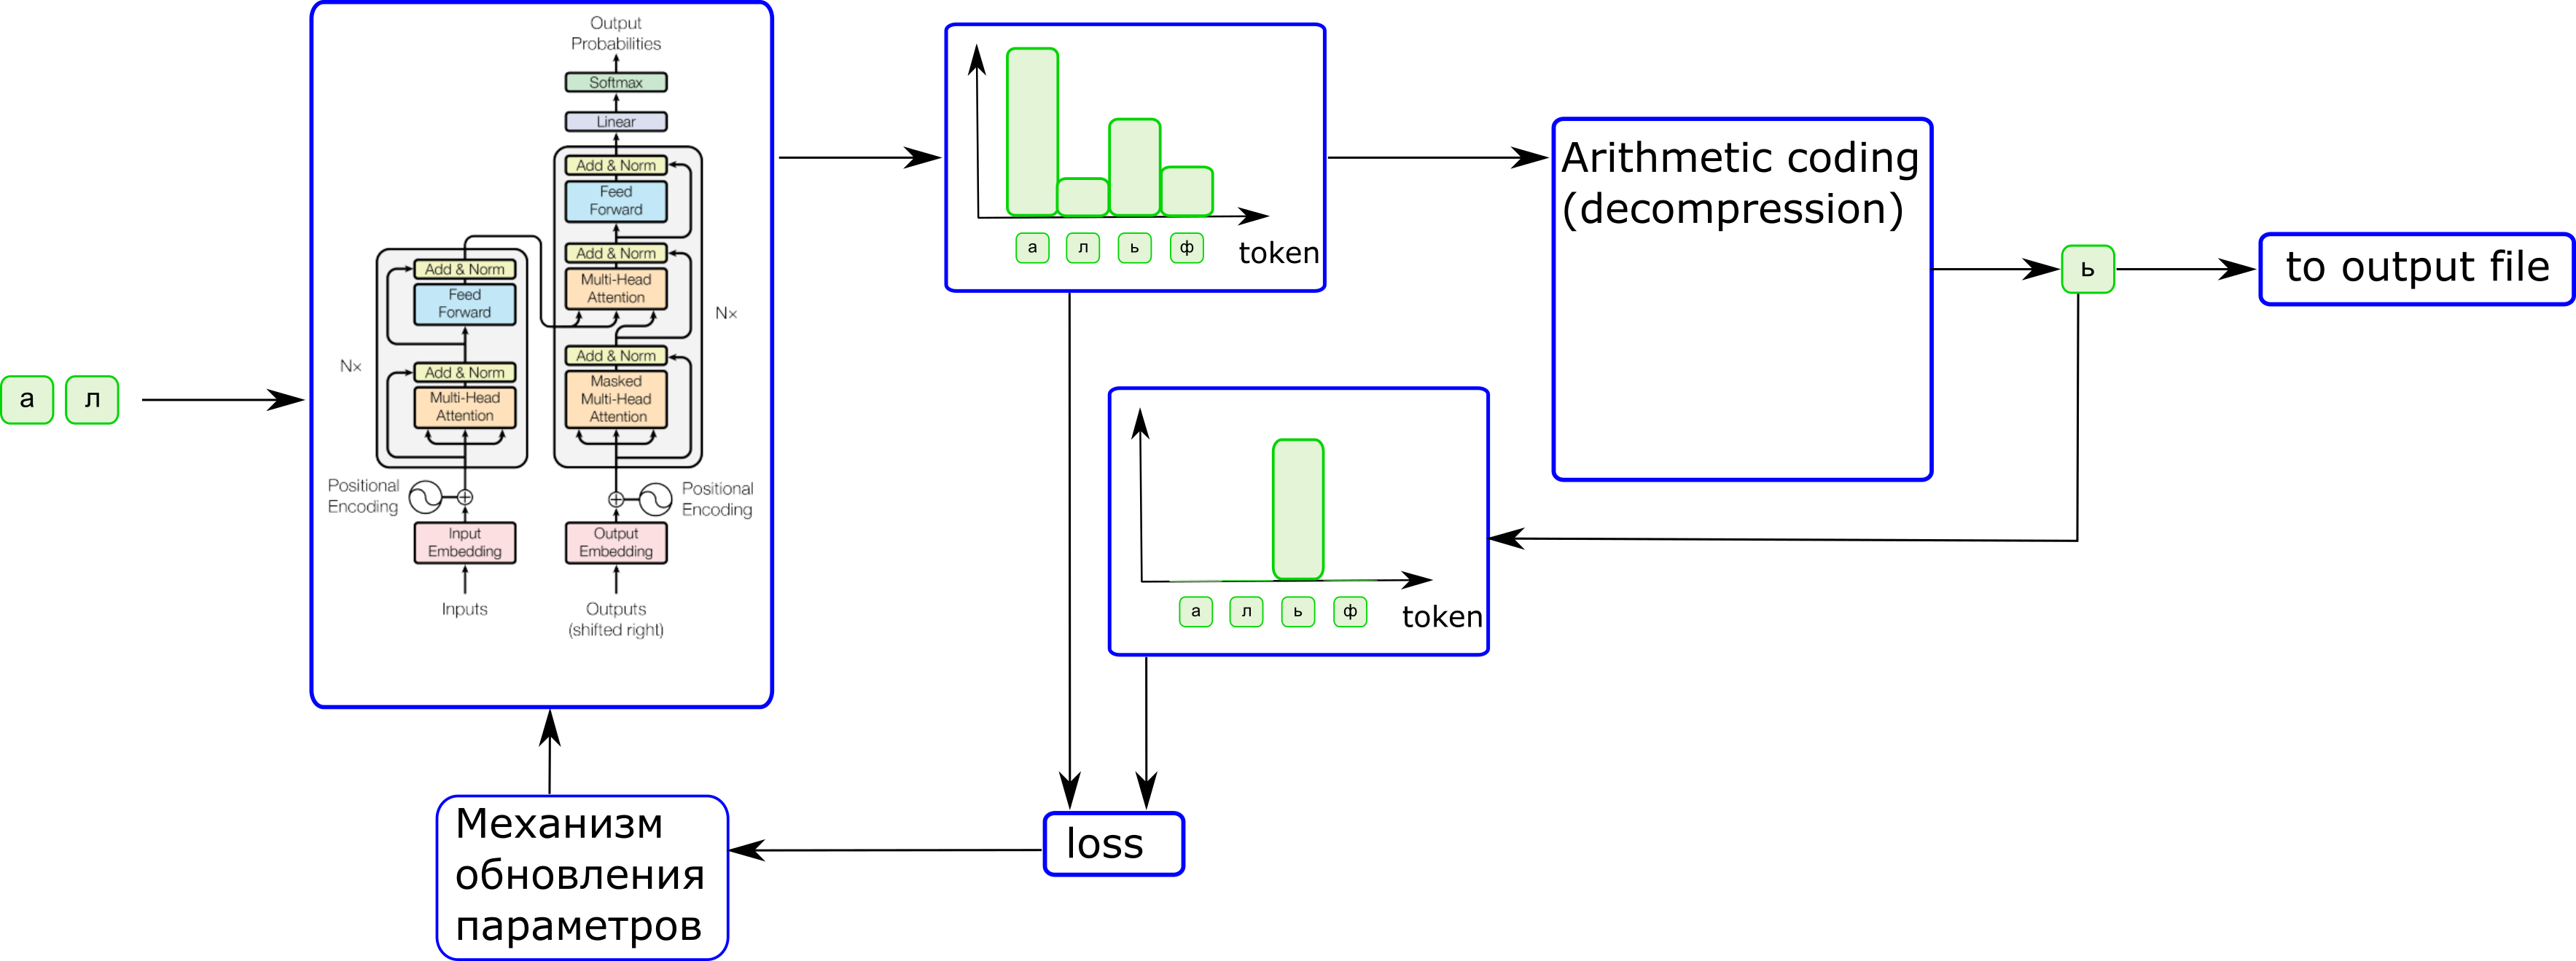 а л
Output
Probabilities
Softmax
Linear
Add & Norm
Feed
Forward
Add & Norm
Multi-Head
Attention
Add & Norm
Masked
Multi-Head
Attention
N×
Positional
Encoding
Output
Embedding
Outputs
(shifted right)
Add & Norm
Feed
Forward
Add & Norm
Multi-Head
Attention
N×
Positional
Encoding
Input
Embedding
Inputs
а л ь ф token
Arithmetic coding
(decompression)
ь
to output file
а л ь ф token
loss
Механизм
обновления
параметров